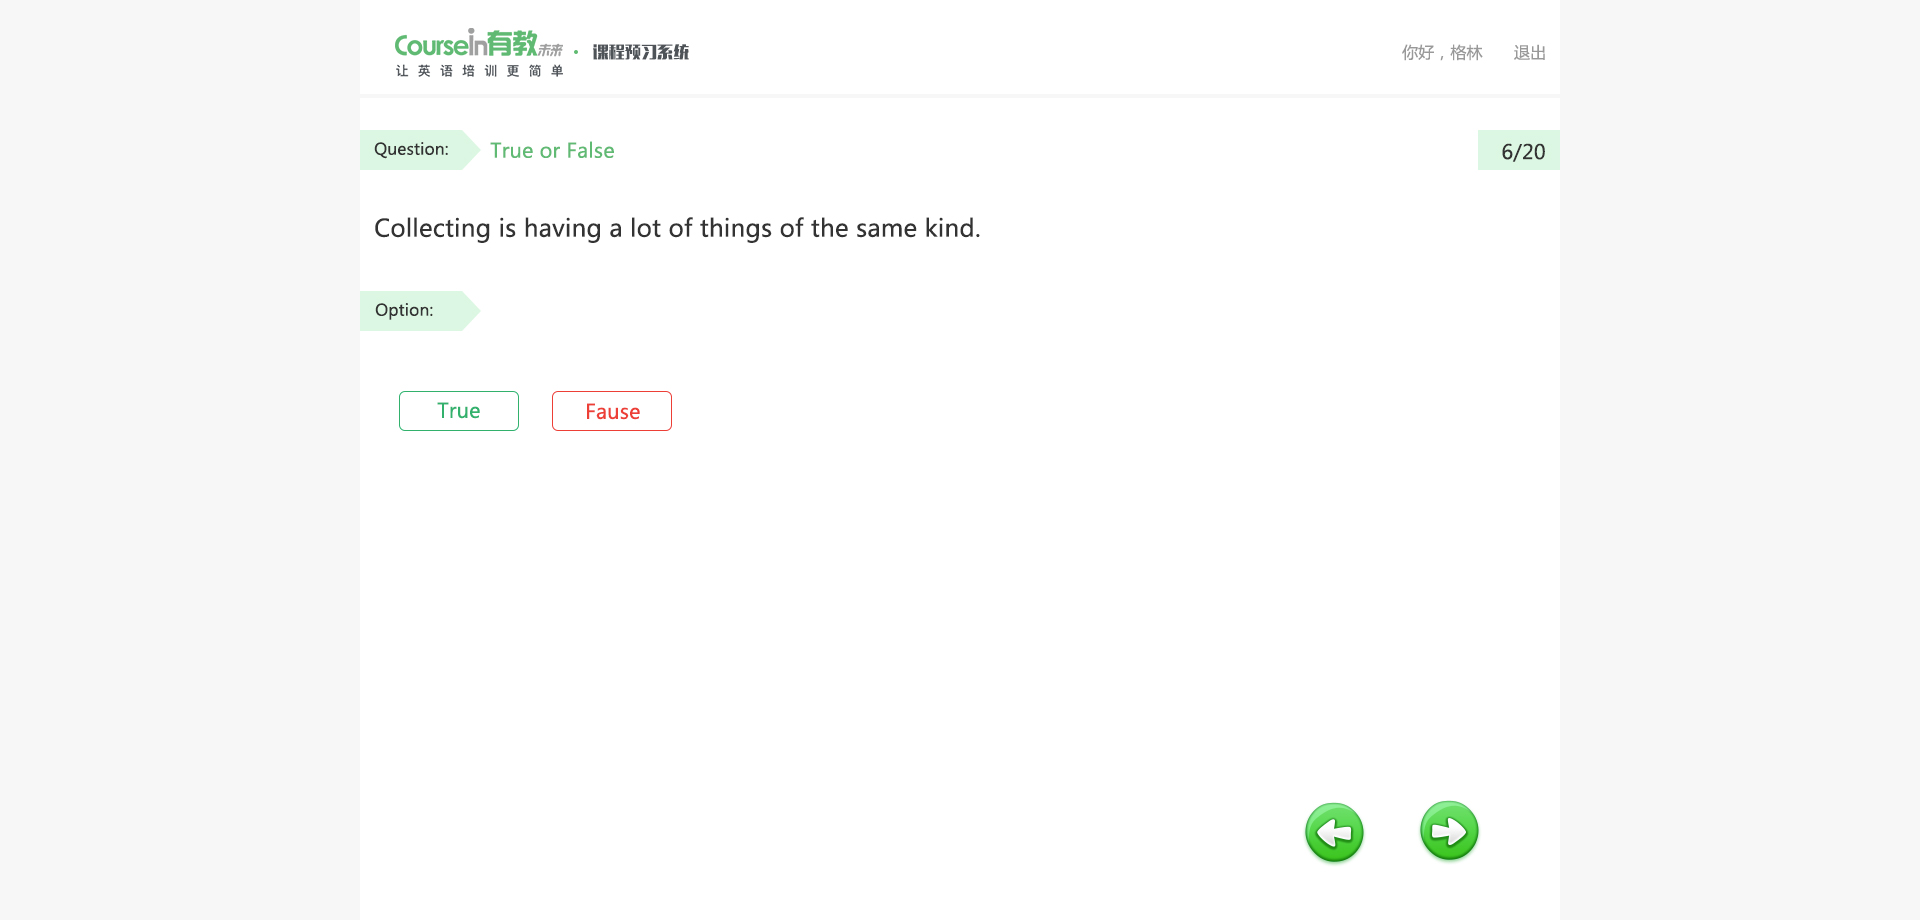 Coursein有教未来 · 课程预习系统
让英语培训更简单
你好，格林 退出
Question: True or False 6/20
Collecting is having a lot of things of the same kind.
Option:
True Fause